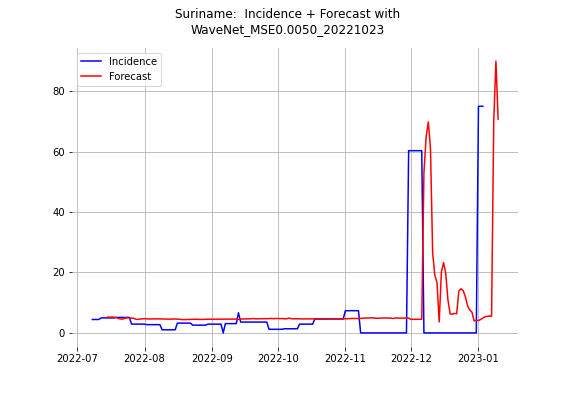 Suriname:  Incidence + Forecast with
WaveNet_MSE0.0050_20221023
Incidence
Forecast
80
60
40
20
0
2022-07 2022-08 2022-09 2022-10 2022-11 2022-12 2023-01